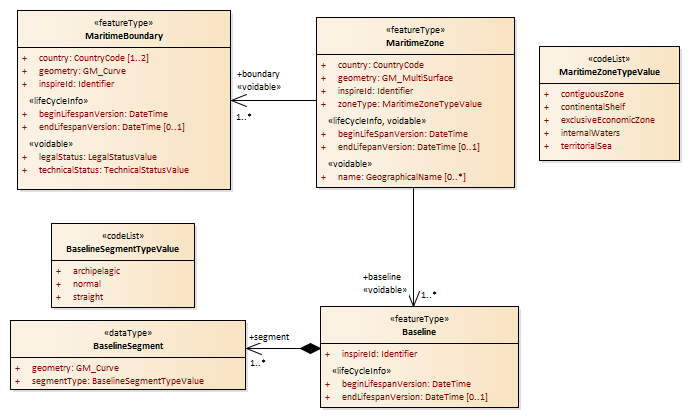 «featureType»
MaritimeBoundary
+ country: CountryCode [1..2]
+ geometry: GM_Curve
+ inspireId: Identifier
«lifeCycleInfo»
+ beginLifespanVersion: DateTime
+ endLifespanVersion: DateTime [0..1]
«voidable»
+ legalStatus: LegalStatusValue
+ technicalStatus: TechnicalStatusValue
+boundary
«voidable»
1..*
«featureType»
MaritimeZone
+ country: CountryCode
+ geometry: GM_MultiSurface
+ inspireId: Identifier
+ zoneType: MaritimeZoneTypeValue
«lifeCycleInfo, voidable»
+ beginLifeSpanVersion: DateTime
+ endLifepanVersion: DateTime [0..1]
«voidable»
+ name: GeographicalName [0..*]
«codeList»
MaritimeZoneTypeValue
+ contiguousZone
+ continentalShelf
+ exclusiveEconomicZone
+ internalWaters
+ territorialSea
«codeList»
BaselineSegmentTypeValue
+ archipelagic
+ normal
+ straight
+baseline
«voidable»
1..*
«dataType»
BaselineSegment
+ geometry: GM_Curve
+ segmentType: BaselineSegmentTypeValue
+segment
1..*
«featureType»
Baseline
+ inspireId: Identifier
«lifeCycleInfo»
+ beginLifespanVersion: DateTime
+ endLifespanVersion: DateTime [0..1]